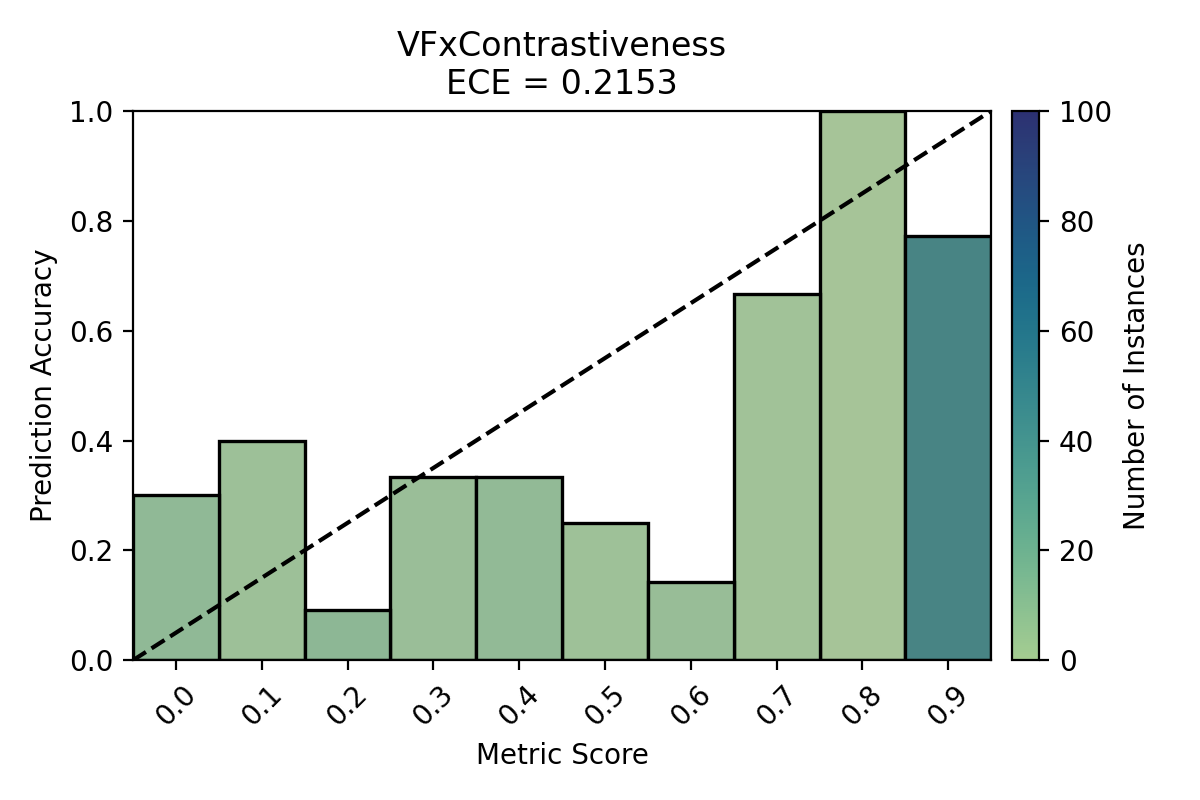 VFxContrastiveness
ECE = 0.2153
Prediction Accuracy
1.0
0.8
0.6
0.4
0.2
0.0
0.0 0.1 0.2 0.3 0.4 0.5 0.6 0.7 0.8 0.9
Metric Score
100
80
60
40
20
0
Number of Instances